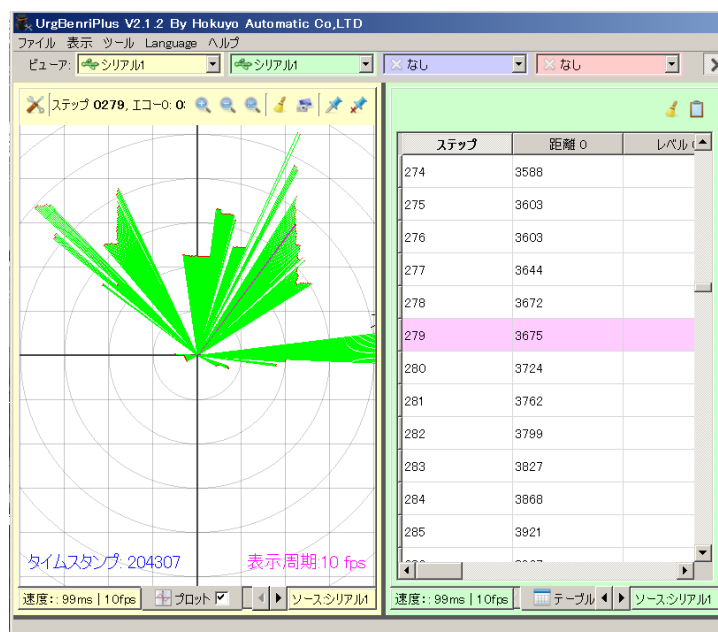 UrgBenriPlus V2.1.2 By Hokuyo Automatic Co,LTD
ファイル 表示 ツール Language ヘルプ
ビューア: シリアル1 シリアル1 なし なし
ステップ 0279, エコー0: 0:
ステップ 距離 0 レベル
274 3588
275 3603
276 3603
277 3644
278 3672
279 3675
280 3724
281 3762
282 3799
283 3827
284 3868
285 3921
タイムスタンプ: 204307 表示周期:10 fps
速度:: 99ms | 10fps プロット ソース:シリアル1
速度:: 99ms | 10fps テーブル ソース:シリアル1